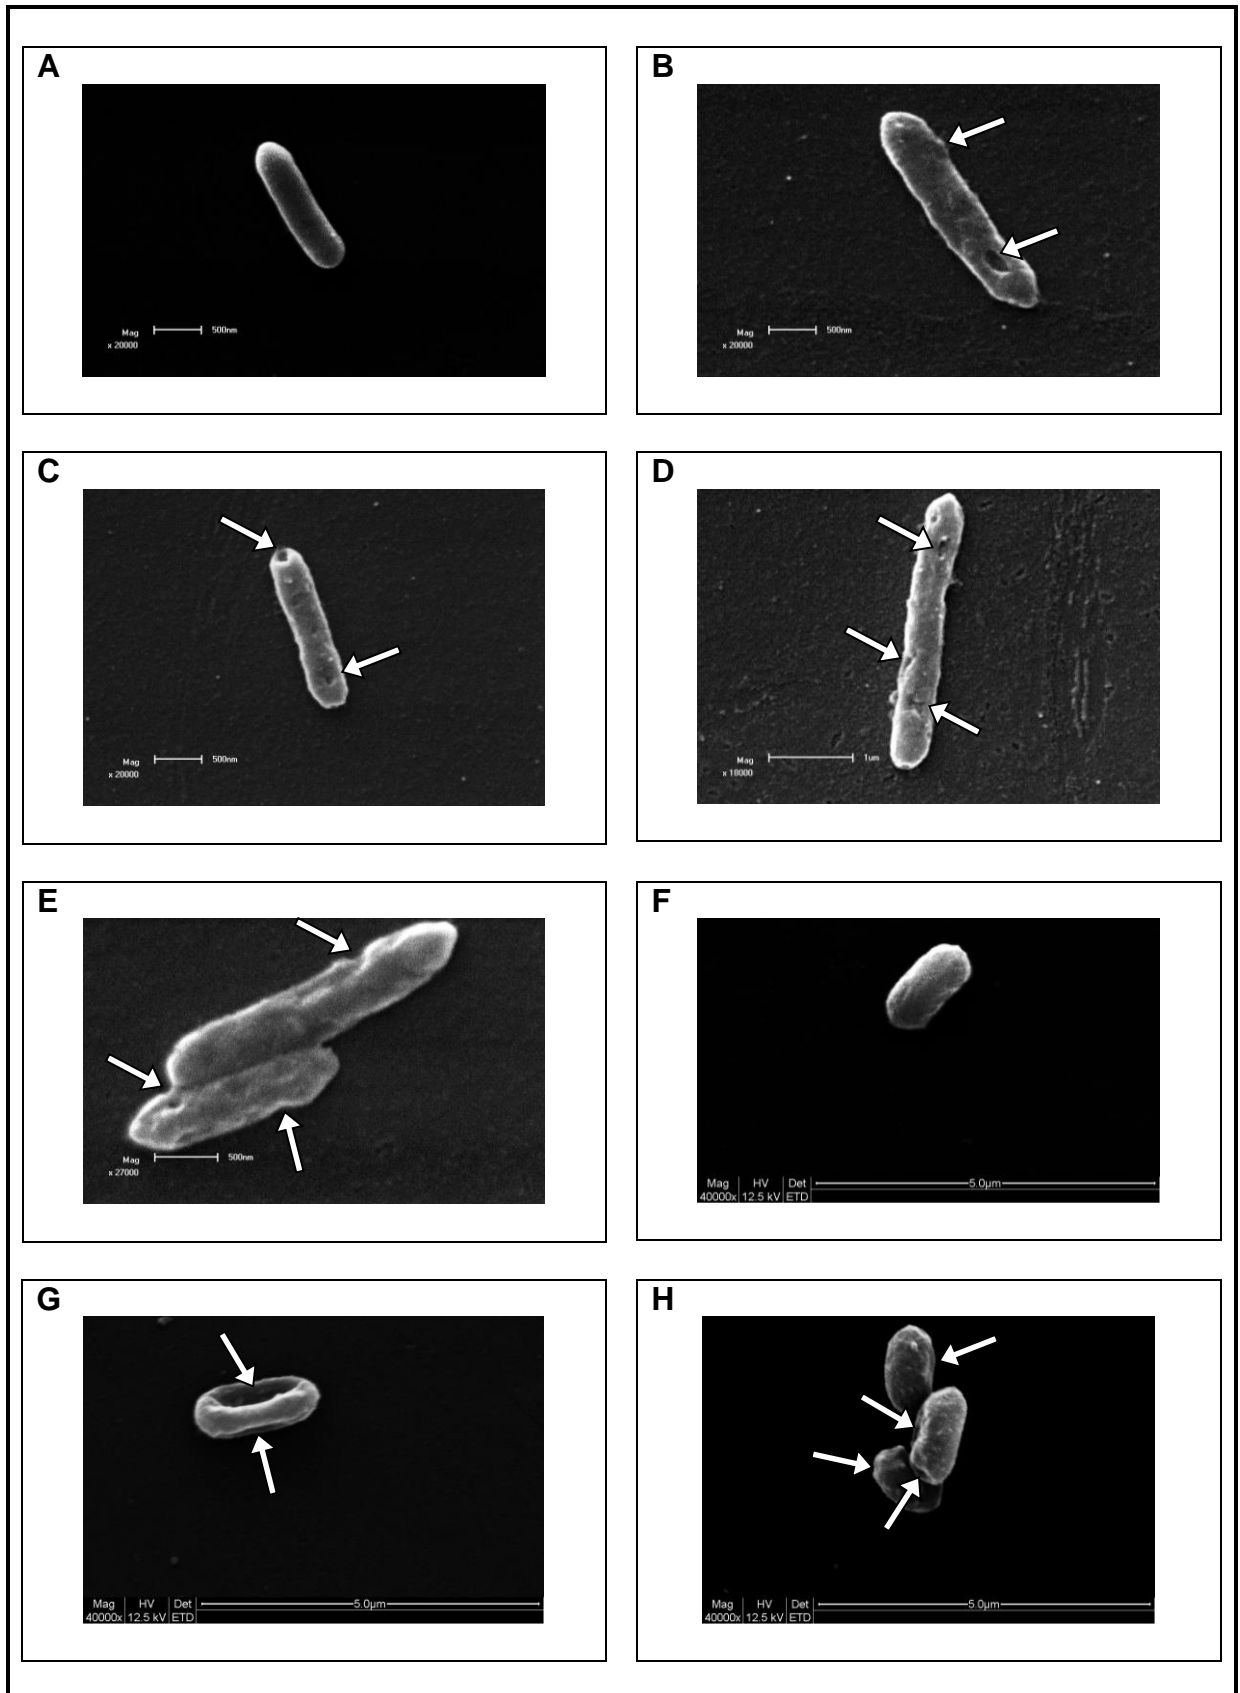 A
Mag
x 20000
500nm
B
Mag
x 20000
500nm
C
Mag
x 20000
500nm
D
Mag
x 18000
1um
E
Mag
x 27000
500nm
F
Mag HV Det
40000x 12.5 kV ETD
5.0µm
G
Mag HV Det
40000x 12.5 kV ETD
5.0µm
H
Mag HV Det
40000x 12.5 kV ETD
5.0µm